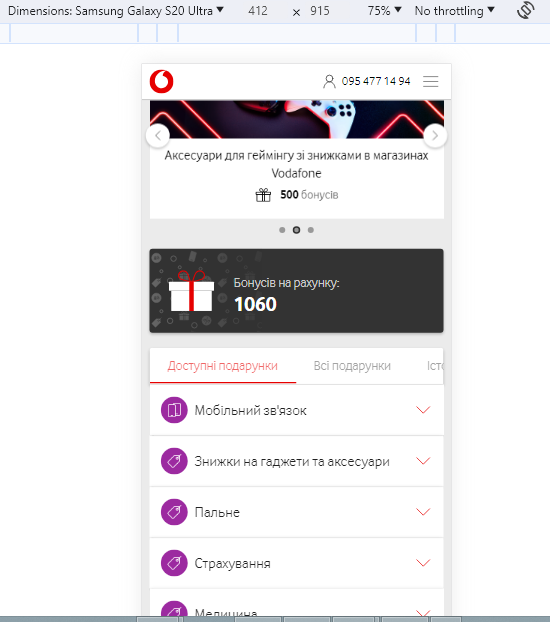 Dimensions: Samsung Galaxy S20 Ultra 412 × 915 75% No throttling
095 477 14 94
Аксесуари для геймінгу зі знижками в магазинах
Vodafone
500 бонусів
Бонусів на рахунку:
1060
Доступні подарунки Всі подарунки Іст
Мобільний зв'язок
Знижки на гаджети та аксесуари
Пальне
Страхування
Медицина